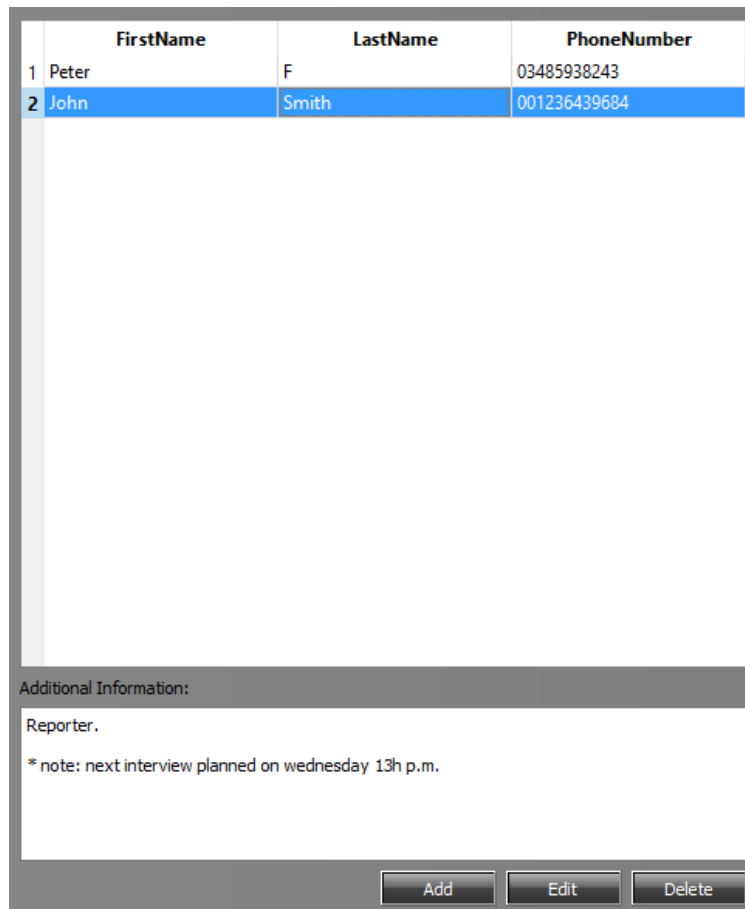 FirstName LastName PhoneNumber
1 Peter F 03485938243
2 John Smith 001236439684
Additional Information:
Reporter.
* note: next interview planned on wednesday 13h p.m.
Add Edit Delete